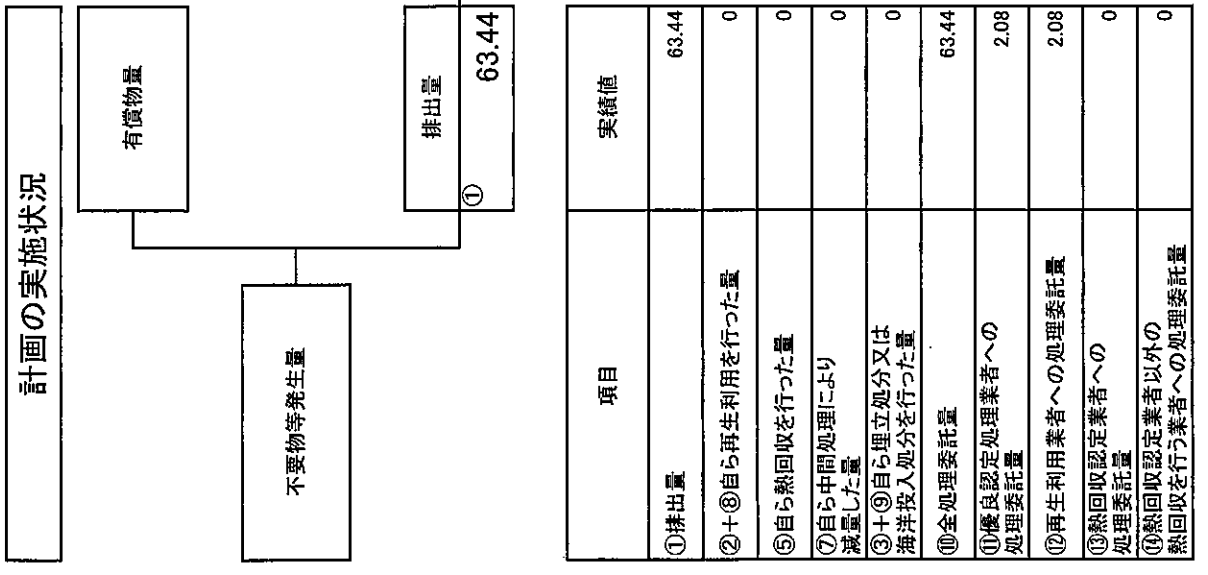 計画の実施状況
有償物量
不要物等発生量
排出量
① 63.44
項目 実績値
①排出量 63.44
②+⑧自ら再生利用を行った量 0
⑤自ら熱回収を行った量 0
⑦自ら中間処理により
減量した量 0
③+⑨自ら埋立処分又は
海洋投入処分を行った量 0
⑩全処理委託量 63.44
⑪優良認定処理業者への
処理委託量 2.08
⑫再生利用業者への処理委託量 2.08
⑬熱回収認定業者への
処理委託量 0
⑭熱回収認定業者以外の
熱回収を行う業者への処理委託量 0